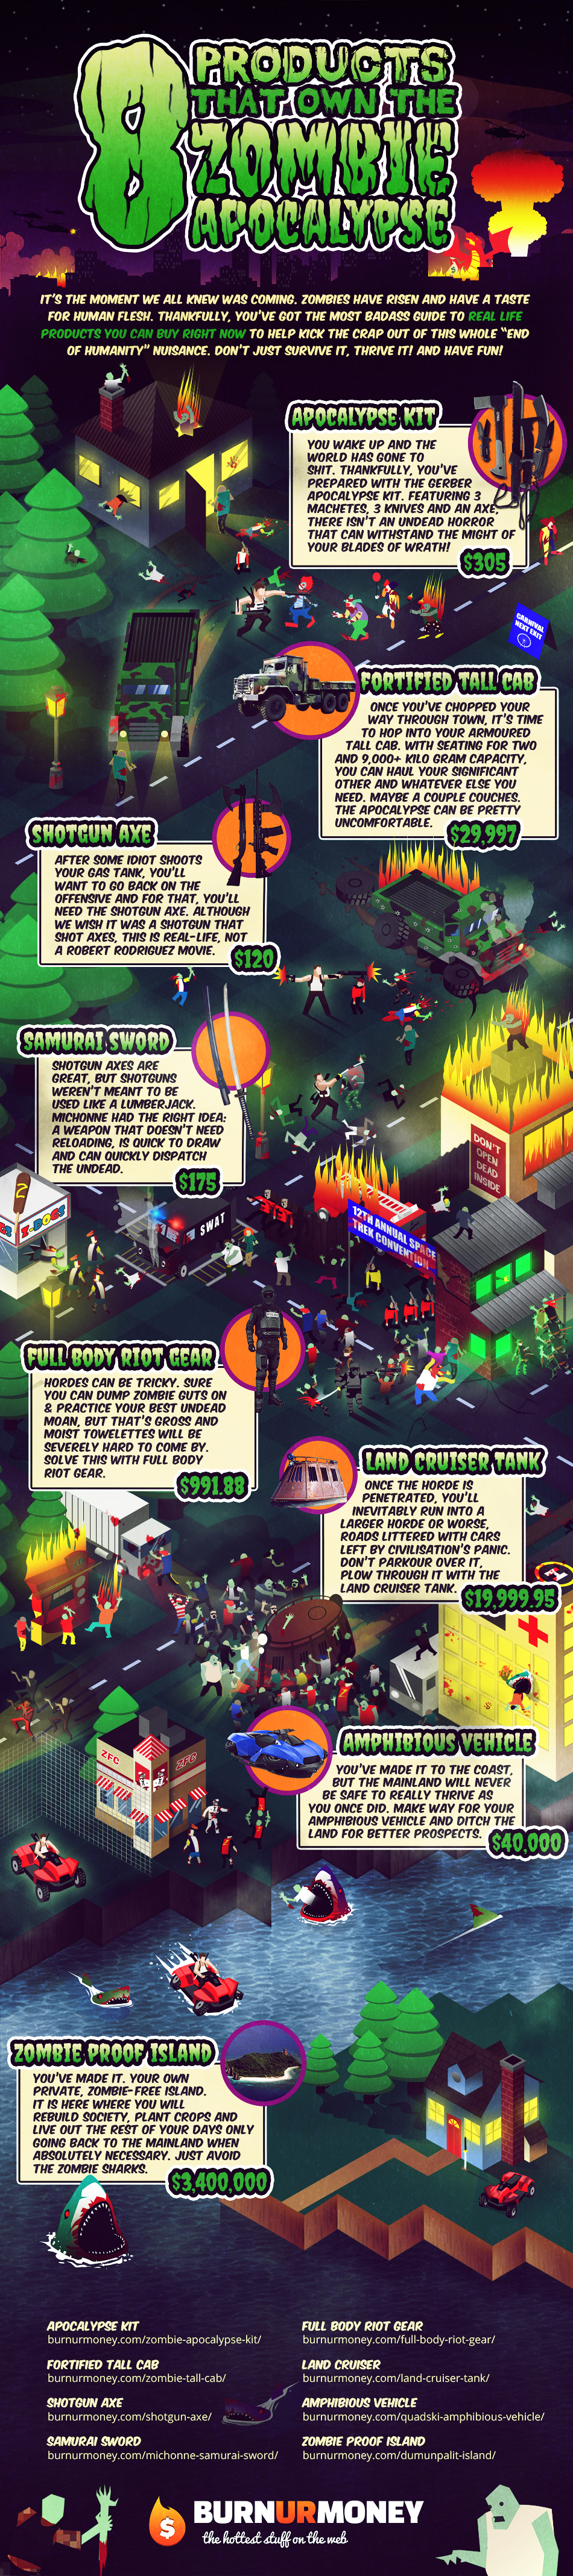 8 PRODUCTS
THAT OWN THE
ZOMBIE
APOCALYPSE
IT'S THE MOMENT WE ALL KNEW WAS COMING. ZOMBIES HAVE RISEN AND HAVE A TASTE
FOR HUMAN FLESH. THANKFULLY, YOU'VE GOT THE MOST BADASS GUIDE TO REAL LIFE
PRODUCTS YOU CAN BUY RIGHT NOW TO HELP KICK THE CRAP OUT OF THIS WHOLE "END
OF HUMANITY" NUISANCE. DON'T JUST SURVIVE IT, THRIVE IT! AND HAVE FUN!
APOCALYPSE KIT
YOU WAKE UP AND THE
WORLD HAS GONE TO
SHIT. THANKFULLY, YOU'VE
PREPARED WITH THE GERBER
APOCALYPSE KIT. FEATURING 3
MACHETES, 3 KNIVES AND AN AXE,
THERE ISN'T AN UNDEAD HORROR
THAT CAN WITHSTAND THE MIGHT OF
YOUR BLADES OF WRATH!
$305
CARNIVAL
NEXT EXIT
FORTIFIED TALL CAB
ONCE YOU'VE CHOPPED YOUR
WAY THROUGH TOWN, IT'S TIME
TO HOP INTO YOUR ARMOURED
TALL CAB. WITH SEATING FOR TWO
AND 9,000+ KILO GRAM CAPACITY,
YOU CAN HAUL YOUR SIGNIFICANT
OTHER AND WHATEVER ELSE YOU
NEED. MAYBE A COUPLE COUCHES.
THE APOCALYPSE CAN BE PRETTY
UNCOMFORTABLE.
$29,997
SHOTGUN AXE
AFTER SOME IDIOT SHOOTS
YOUR GAS TANK, YOU'LL
WANT TO GO BACK ON THE
OFFENSIVE AND FOR THAT, YOU'LL
NEED THE SHOTGUN AXE. ALTHOUGH
WE WISH IT WAS A SHOTGUN THAT
SHOT AXES, THIS IS REAL-LIFE, NOT
A ROBERT RODRIGUEZ MOVIE.
$120
SAMURAI SWORD
SHOTGUN AXES ARE
GREAT, BUT SHOTGUNS
WEREN'T MEANT TO BE
USED LIKE A LUMBERJACK.
MICHONNE HAD THE RIGHT IDEA:
A WEAPON THAT DOESN'T NEED
RELOADING, IS QUICK TO DRAW
AND CAN QUICKLY DISPATCH
THE UNDEAD.
$175
DON'T
OPEN
DEAD
INSIDE
Z-DOGS
SWAT
12TH ANNUAL SPACE
TREK CONVENTION
FULL BODY RIOT GEAR
HORDES CAN BE TRICKY. SURE
YOU CAN DUMP ZOMBIE GUTS ON
& PRACTICE YOUR BEST UNDEAD
MOAN, BUT THAT'S GROSS AND
MOIST TOWELETTES WILL BE
SEVERELY HARD TO COME BY.
SOLVE THIS WITH FULL BODY
RIOT GEAR.
$991.88
LAND CRUISER TANK
ONCE THE HORDE IS
PENETRATED, YOU'LL
INEVITABLY RUN INTO A
LARGER HORDE OR WORSE,
ROADS LITTERED WITH CARS
LEFT BY CIVILISATION'S PANIC.
DON'T PARKOUR OVER IT,
PLOW THROUGH IT WITH THE
LAND CRUISER TANK.
$19,999.95
H
ZFC
ZFC
AMPHIBIOUS VEHICLE
YOU'VE MADE IT TO THE COAST,
BUT THE MAINLAND WILL NEVER
BE SAFE TO REALLY THRIVE AS
YOU ONCE DID. MAKE WAY FOR YOUR
AMPHIBIOUS VEHICLE AND DITCH THE
LAND FOR BETTER PROSPECTS.
$40,000
ZOMBIE PROOF ISLAND
YOU'VE MADE IT. YOUR OWN
PRIVATE, ZOMBIE-FREE ISLAND.
IT IS HERE WHERE YOU WILL
REBUILD SOCIETY, PLANT CROPS AND
LIVE OUT THE REST OF YOUR DAYS ONLY
GOING BACK TO THE MAINLAND WHEN
ABSOLUTELY NECESSARY. JUST AVOID
THE ZOMBIE SHARKS.
$3,400,000
APOCALYPSE KIT
burnurmoney.com/zombie-apocalypse-kit/
FORTIFIED TALL CAB
burnurmoney.com/zombie-tall-cab/
SHOTGUN AXE
burnurmoney.com/shotgun-axe/
SAMURAI SWORD
burnurmoney.com/michonne-samurai-sword/
FULL BODY RIOT GEAR
burnurmoney.com/full-body-riot-gear/
LAND CRUISER
burnurmoney.com/land-cruiser-tank/
AMPHIBIOUS VEHICLE
burnurmoney.com/quadski-amphibious-vehicle/
ZOMBIE PROOF ISLAND
burnurmoney.com/dumunpalit-island/
$ BURNURMONEY
the hottest stuff on the web